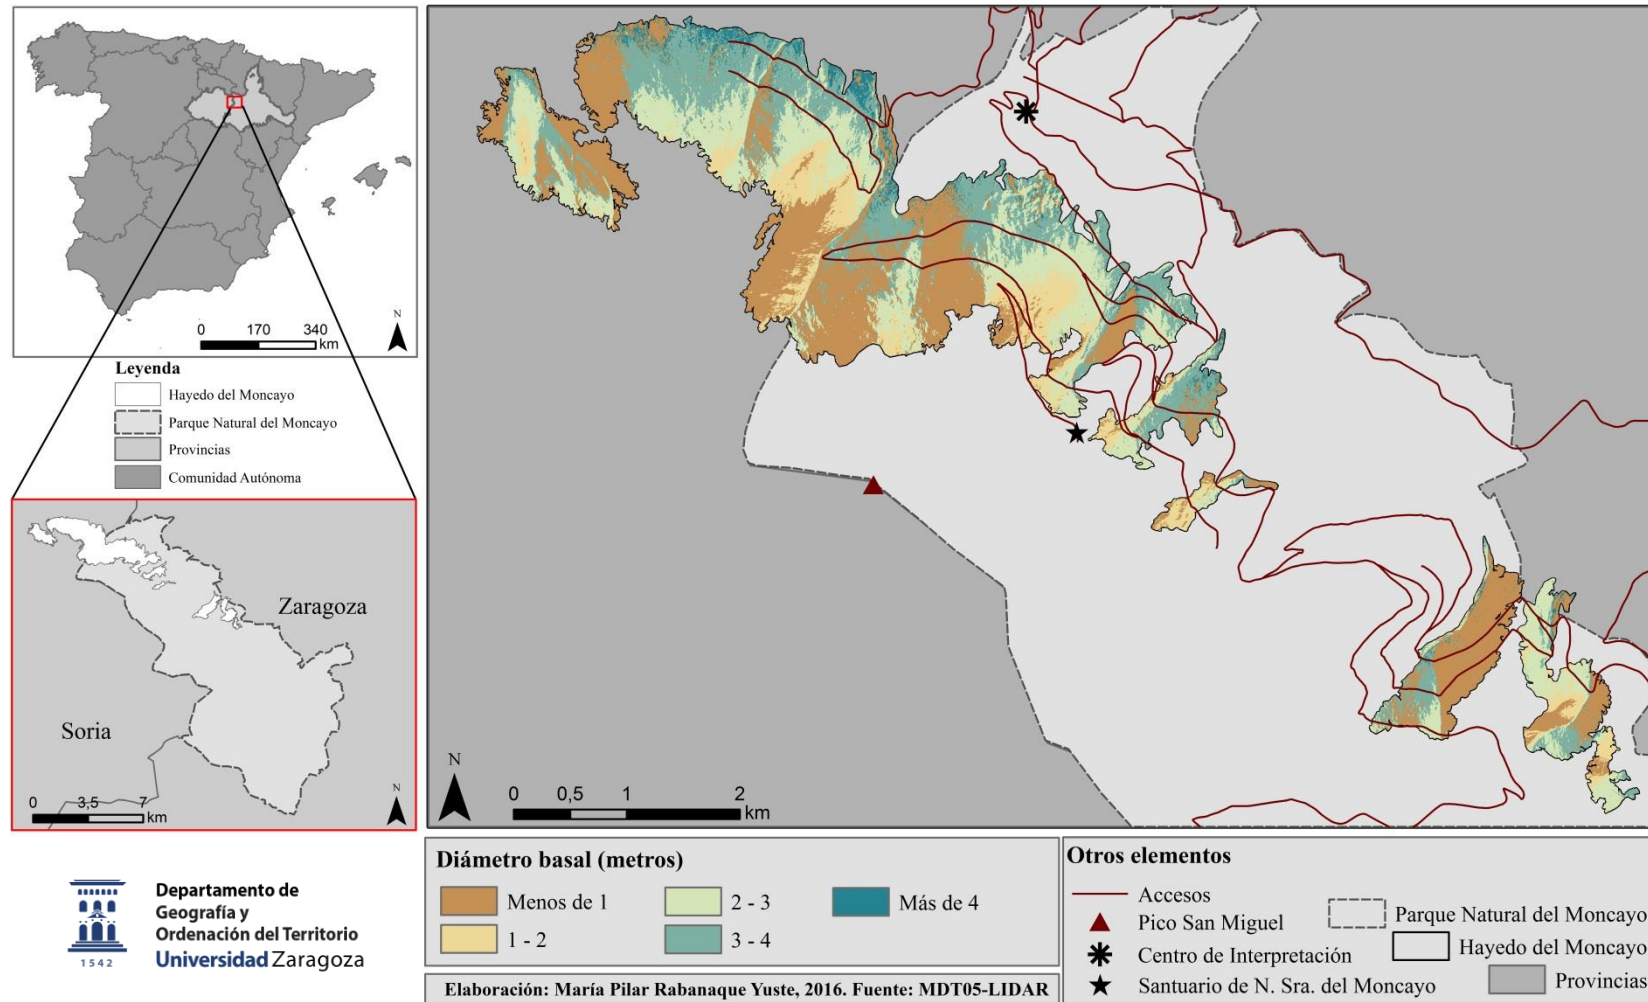 N
0 170 340
km
Leyenda
Hayedo del Moncayo
Parque Natural del Moncayo
Provincias
Comunidad Autónoma
Zaragoza
Soria
N
0 3,5 7
km
N
0 0,5 1 2
km
Diámetro basal (metros)
Menos de 1
2 - 3
Más de 4
1 - 2
3 - 4
Elaboración: María Pilar Rabanaque Yuste, 2016. Fuente: MDT05-LIDAR
Otros elementos
Accesos
Pico San Miguel
Centro de Interpretación
Santuario de N. Sra. del Moncayo
Parque Natural del Moncayo
Hayedo del Moncayo
Provincias
1542
Departamento de
Geografía y
Ordenación del Territorio
Universidad Zaragoza